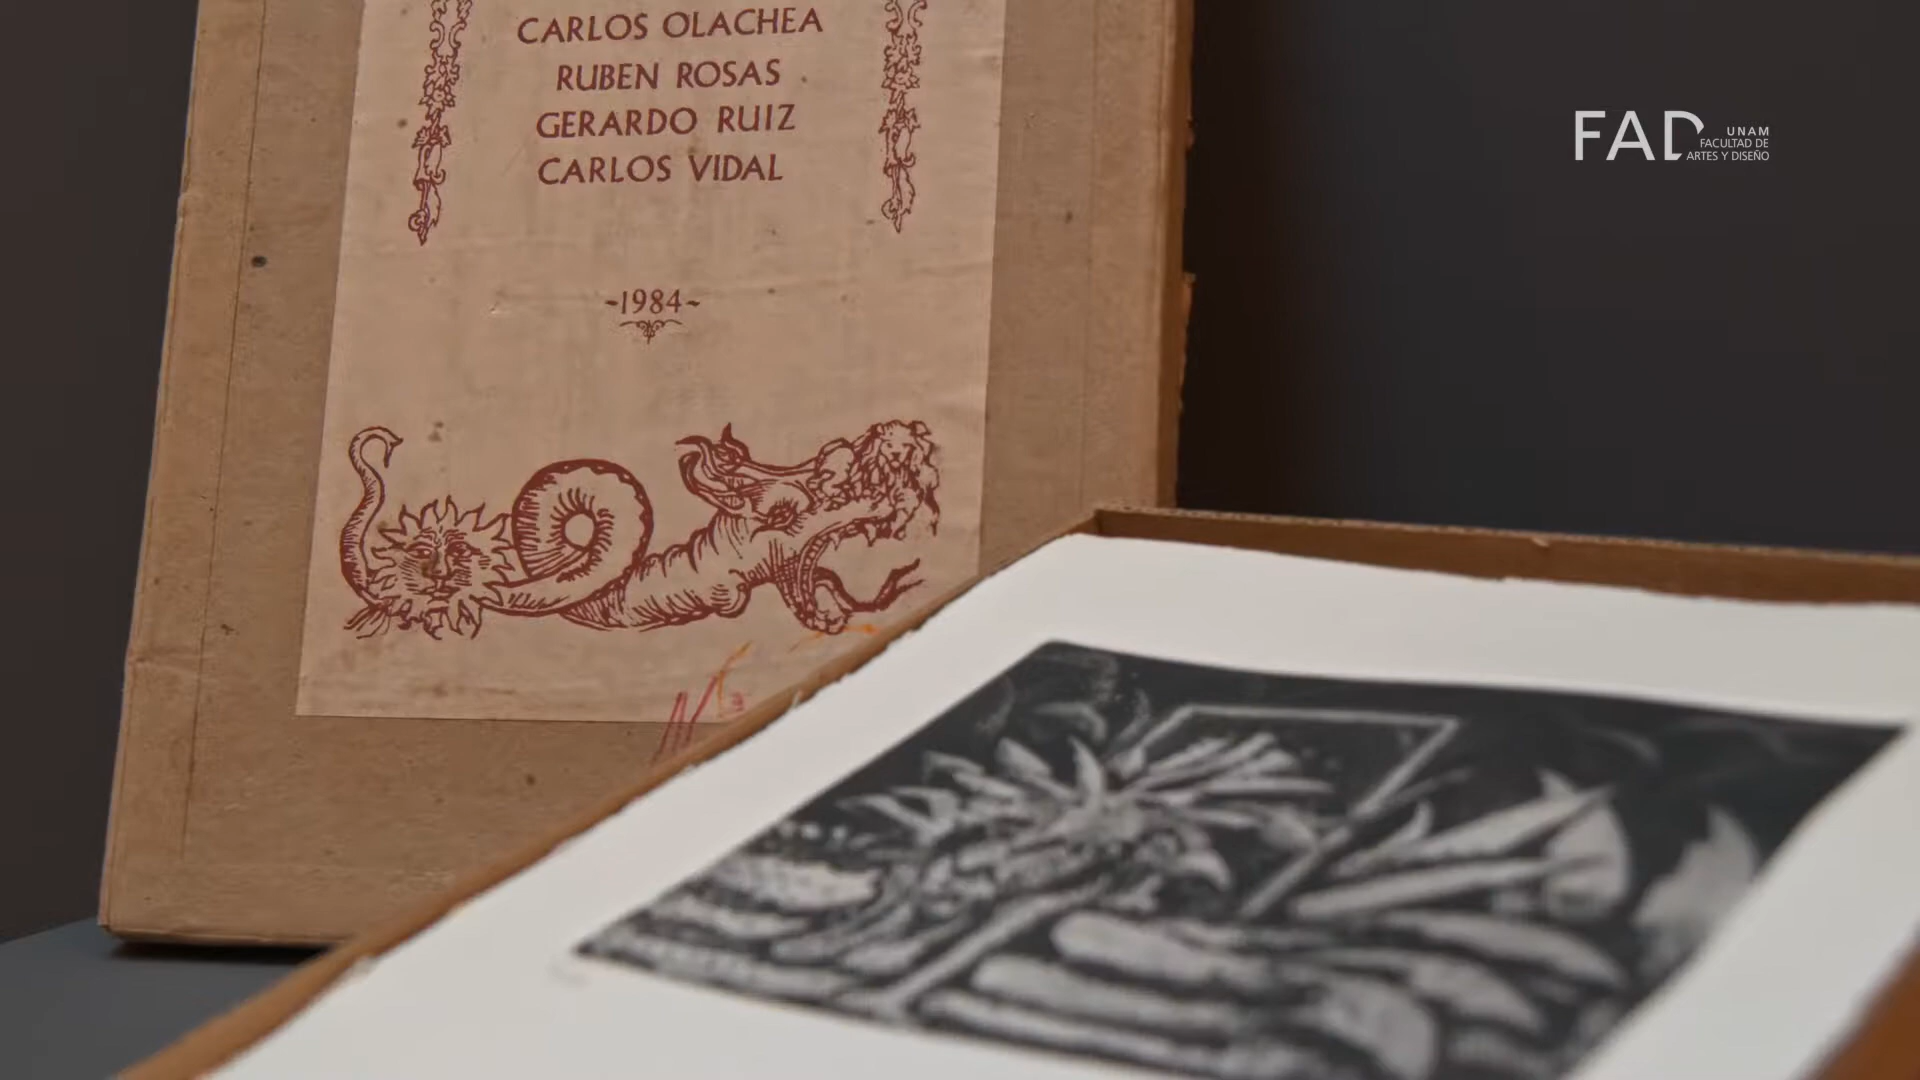 CARLOS OLACHEA
RUBEN ROSAS
GERARDO RUIZ
CARLOS VIDAL
~1984~
FAD
UNAM
FACULTAD DE
ARTES Y DISEÑO